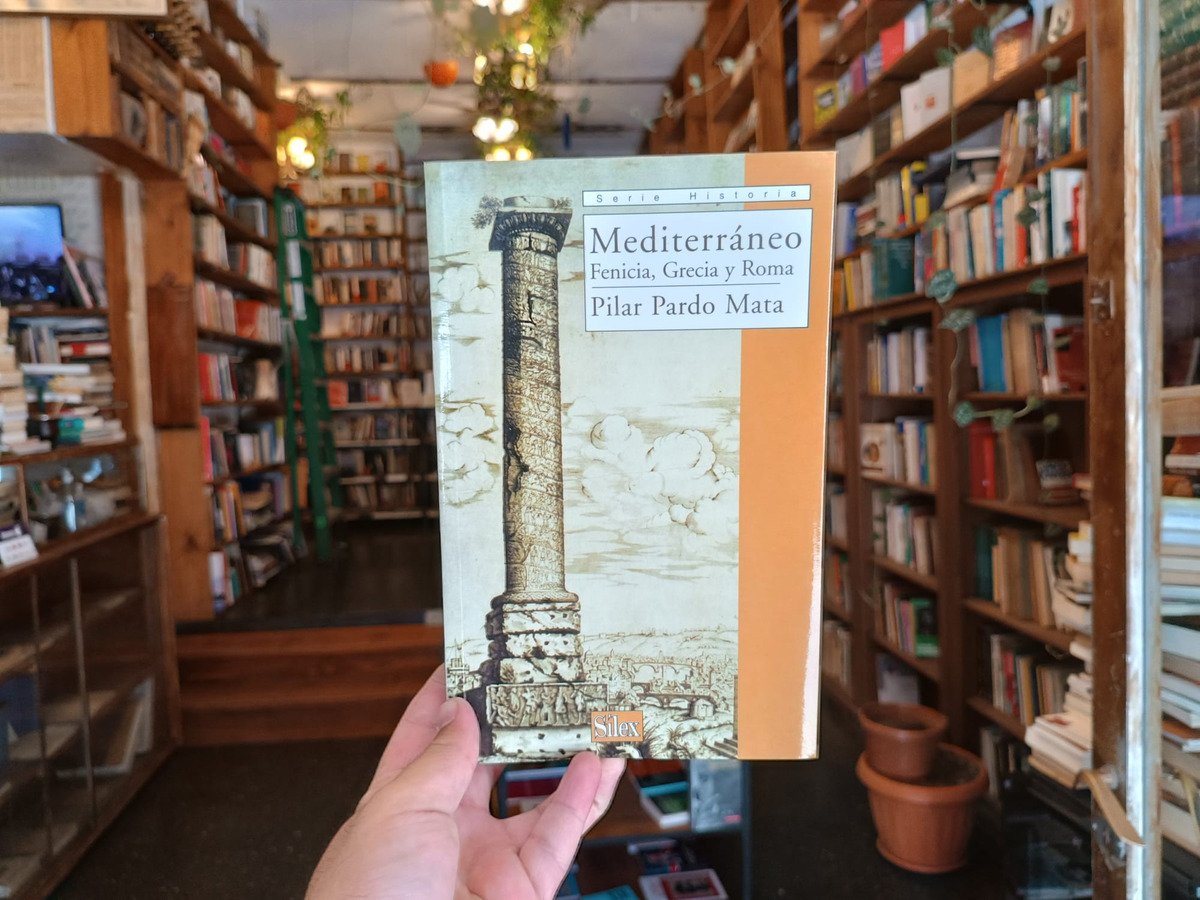 Serie Historia
Mediterráneo
Fenicia, Grecia y Roma
Pilar Pardo Mata
Sílex